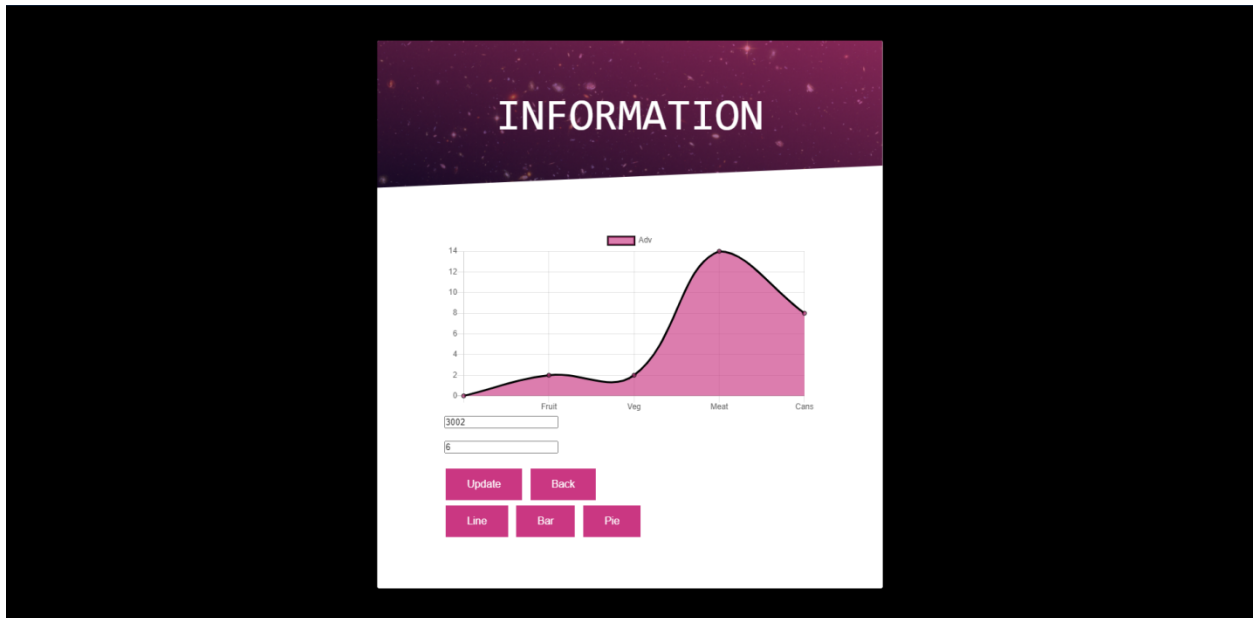 INFORMATION
Adv
14
12
10
8
6
4
2
0
Fruit Veg Meat Cans
3002
6
Update Back
Line Bar Pie